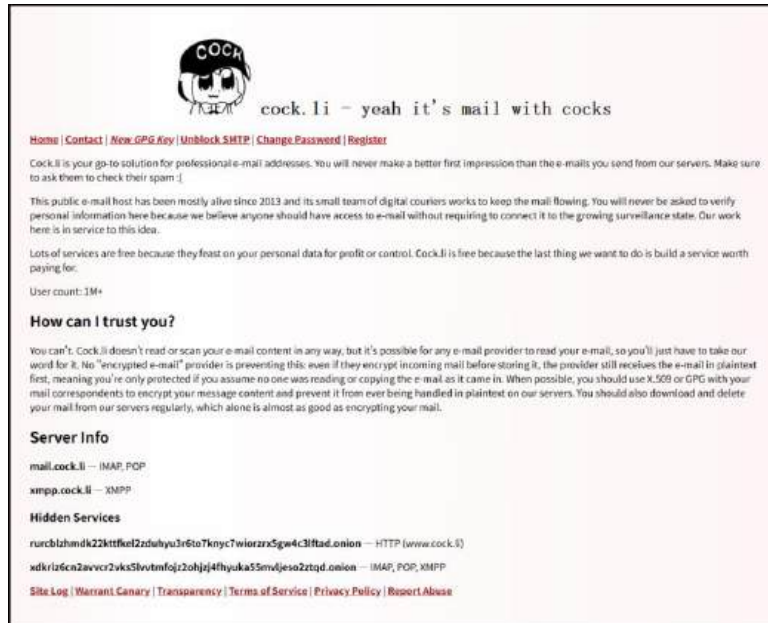 COCK
cock.li - yeah it's mail with cocks
Home | Contact | New GPG Key | Unblock SMTP | Change Password | Register
Cock.li is your go-to solution for professional e-mail addresses. You will never make a better first impression than the e-mails you send from our servers. Make sure
to ask them to check their spam :(
This public e-mail host has been mostly alive since 2013 and its small team of digital couriers works to keep the mail flowing. You will never be asked to verify
personal information here because we believe anyone should have access to e-mail without requiring to connect it to the growing surveillance state. Our work
here is in service to this idea.
Lots of services are free because they feast on your personal data for profit or control. Cock.li is free because the last thing we want to do is build a service worth
paying for.
User count: 1M+
How can I trust you?
You can't. Cock.li doesn't read or scan your e-mail content in any way, but it's possible for any e-mail provider to read your e-mail, so you'll just have to take our
word for it. No "encrypted e-mail" provider is preventing this: even if they encrypt incoming mail before storing it, the provider still receives the e-mail in plaintext
first, meaning you're only protected if you assume no one was reading or copying the e-mail as it came in. When possible, you should use X.509 or GPG with your
mail correspondents to encrypt your message content and prevent it from ever being handled in plaintext on our servers. You should also download and delete
your mail from our servers regularly, which alone is almost as good as encrypting your mail.
Server Info
mail.cock.li — IMAP, POP
xmpp.cock.li — XMPP
Hidden Services
— HTTP (www.cock.li)
— IMAP, POP, XMPP
Site Log | Warrant Canary | Transparency | Terms of Service | Privacy Policy | Report Abuse